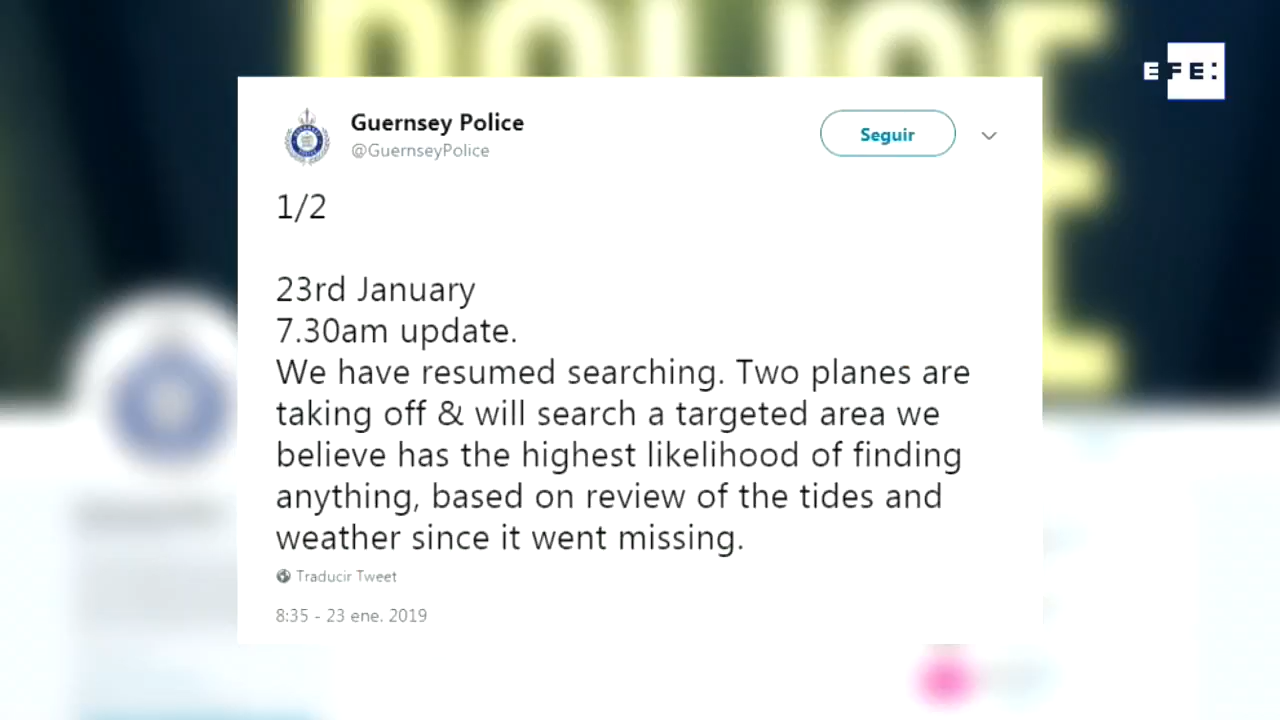 POLICE
EFE:
Guernsey Police
@GuernseyPolice
Seguir
1/2
23rd January
7.30am update.
We have resumed searching. Two planes are
taking off & will search a targeted area we
believe has the highest likelihood of finding
anything, based on review of the tides and
weather since it went missing.
Traducir Tweet
8:35 - 23 ene. 2019